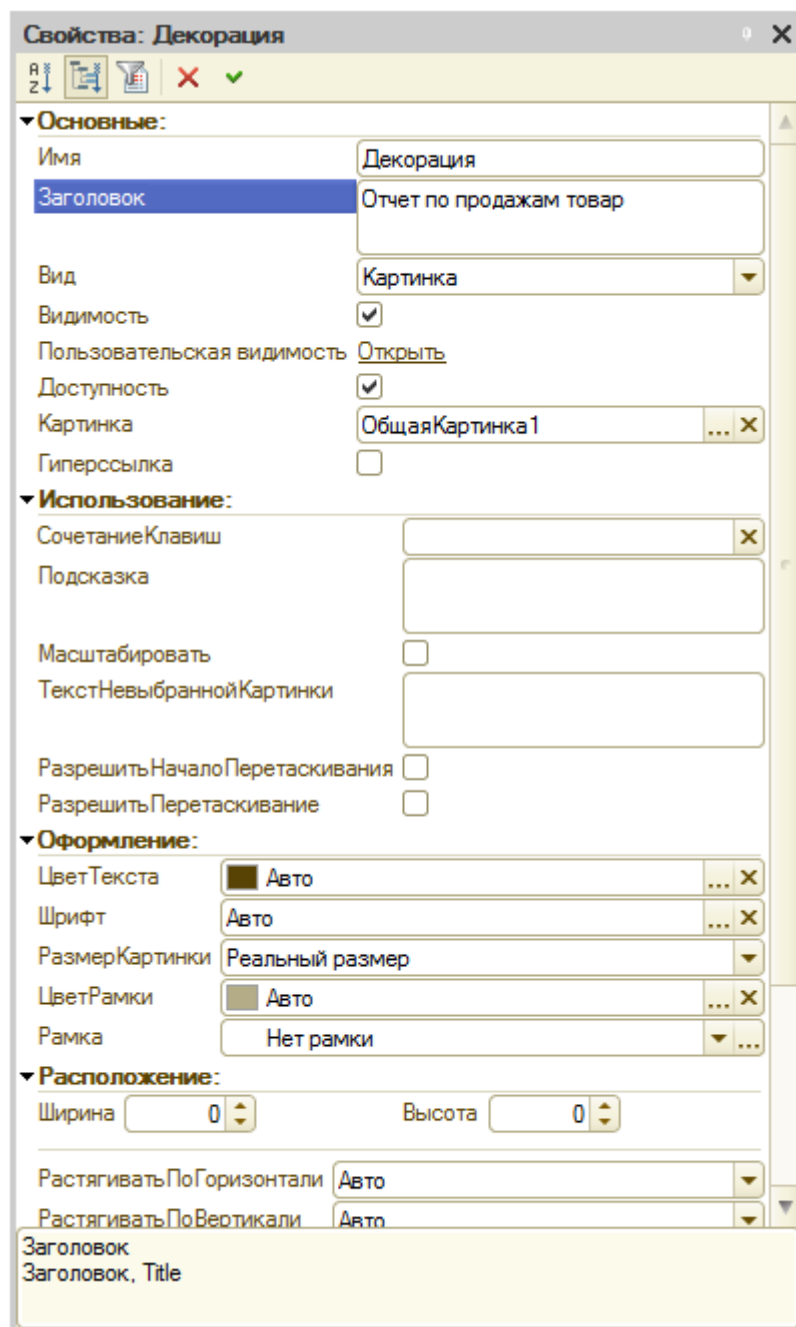 Свойства: Декорация
Основные:
Имя Декорация
Заголовок Отчет по продажам товар
Вид Картинка
Видимость
Пользовательская видимость Открыть
Доступность
Картинка ОбщаяКартинка1 ...
Гиперссылка
Использование:
СочетаниеКлавиш
Подсказка
Масштабировать
ТекстНевыбраннойКартинки
РазрешитьНачалоПеретаскивания
РазрешитьПеретаскивание
Оформление:
ЦветТекста Авто ...
Шрифт Авто ...
РазмерКартинки Реальный размер
ЦветРамки Авто ...
Рамка Нет рамки ...
Расположение:
Ширина 0 Высота 0
РастягиватьПоГоризонтали Авто
РастягиватьПоВертикали Авто
Заголовок
Заголовок, Title